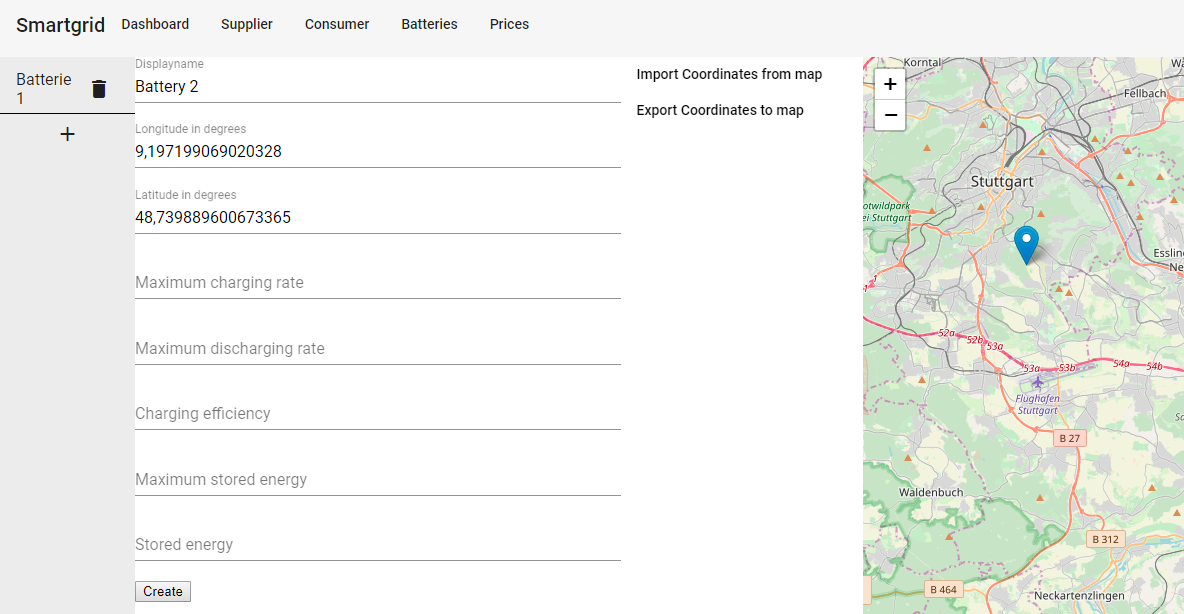 Smartgrid Dashboard Supplier Consumer Batteries Prices
Batterie
1
+
Displayname
Battery 2
Longitude in degrees
9,197199069020328
Latitude in degrees
48,739889600673365
Maximum charging rate
Maximum discharging rate
Charging efficiency
Maximum stored energy
Stored energy
Create
Import Coordinates from map
Export Coordinates to map
+
−
Korntal
Fellbach
Stuttgart
otwildpark
ei Stuttgart
Esslin
Ne
52a
52b
53a
53a
53b
54a
54b
Flughafen
Stuttgart
B 27
Waldenbuch
B 312
B 464
Neckartenzlingen